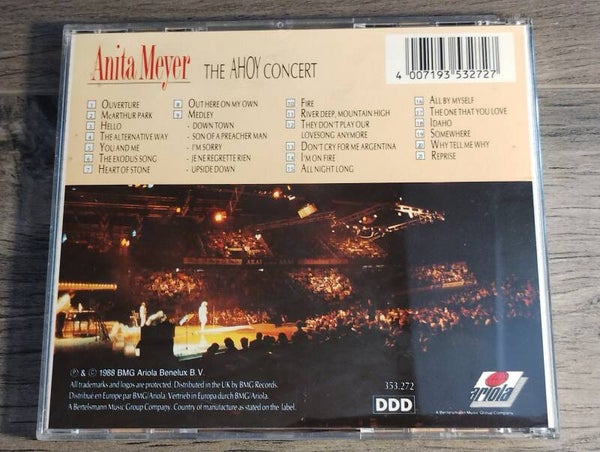 Anita Meyer THE AHOY CONCERT
4 007193 532727
1 OUVERTURE
2 MCARTHUR PARK
3 HELLO
4 THE ALTERNATIVE WAY
5 YOU AND ME
6 THE EXODUS SONG
7 HEART OF STONE
8 OUT HERE ON MY OWN
9 MEDLEY
- DOWN TOWN
- SON OF A PREACHER MAN
- I'M SORRY
- JE NE REGRETTE RIEN
- UPSIDE DOWN
10 FIRE
11 RIVER DEEP, MOUNTAIN HIGH
12 THEY DON'T PLAY OUR
LOVESONG ANYMORE
13 DON'T CRY FOR ME ARGENTINA
14 I'M ON FIRE
15 ALL NIGHT LONG
16 ALL BY MYSELF
17 THE ONE THAT YOU LOVE
18 IDAHO
19 SOMEWHERE
20 WHY TELL ME WHY
21 REPRISE
AKAI AKAI
℗ & © 1988 BMG Ariola Benelux B.V.
All trademarks and logos are protected. Distributed in the UK by BMG Records.
Distribué en Europe par BMG/Ariola. Vertrieb in Europa durch BMG/Ariola.
A Bertelsmann Music Group Company. Country of manufacture as stated on the label.
353.272
DDD
ariola
A Bertelsmann Music Group Company